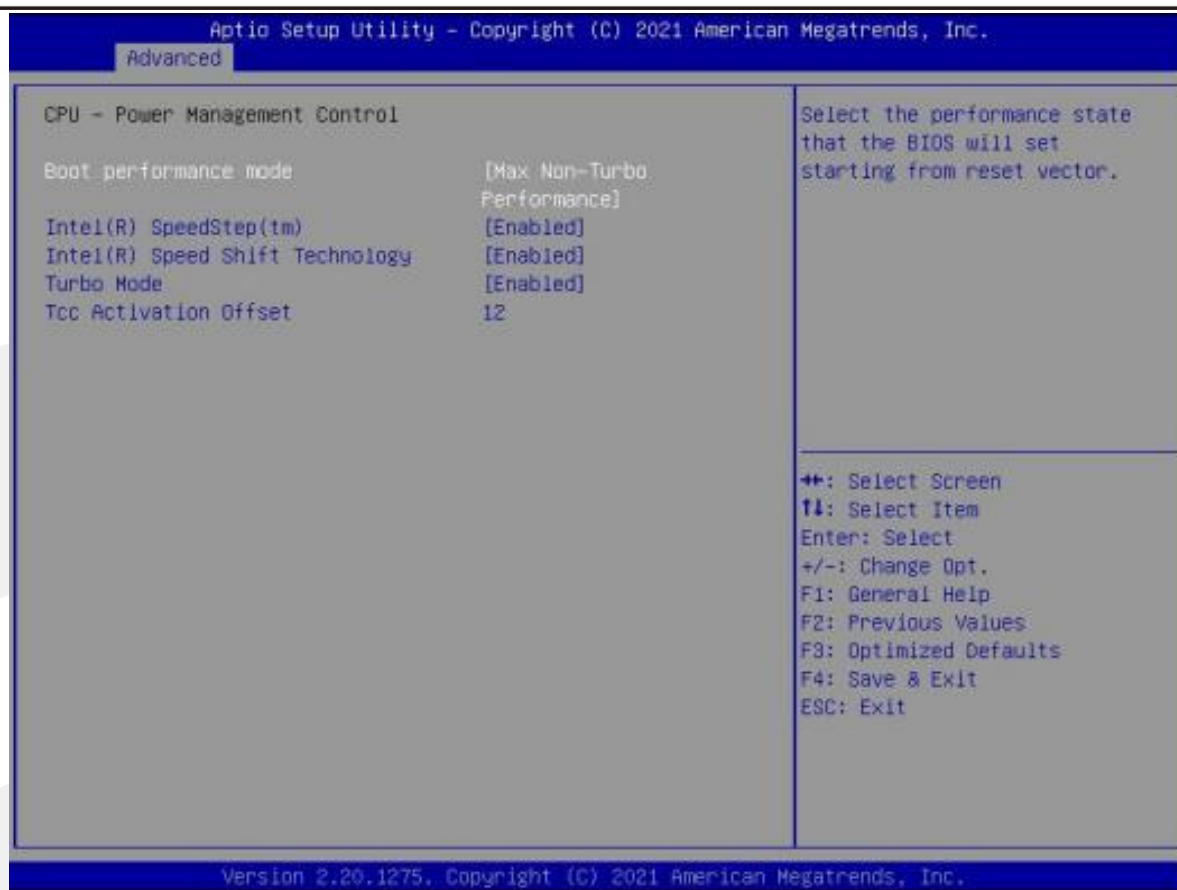 Aptio Setup Utility - Copyright (C) 2021 American Megatrends, Inc.
Advanced
CPU - Power Management Control
Boot performance mode [Max Non-Turbo
Performance]
Intel(R) SpeedStep(tm) [Enabled]
Intel(R) Speed Shift Technology [Enabled]
Turbo Mode [Enabled]
Tcc Activation Offset 12
Select the performance state
that the BIOS will set
starting from reset vector.
→←: Select Screen
↑↓: Select Item
Enter: Select
+/-: Change Opt.
F1: General Help
F2: Previous Values
F3: Optimized Defaults
F4: Save & Exit
ESC: Exit
Version 2.20.1275. Copyright (C) 2021 American Megatrends, Inc.